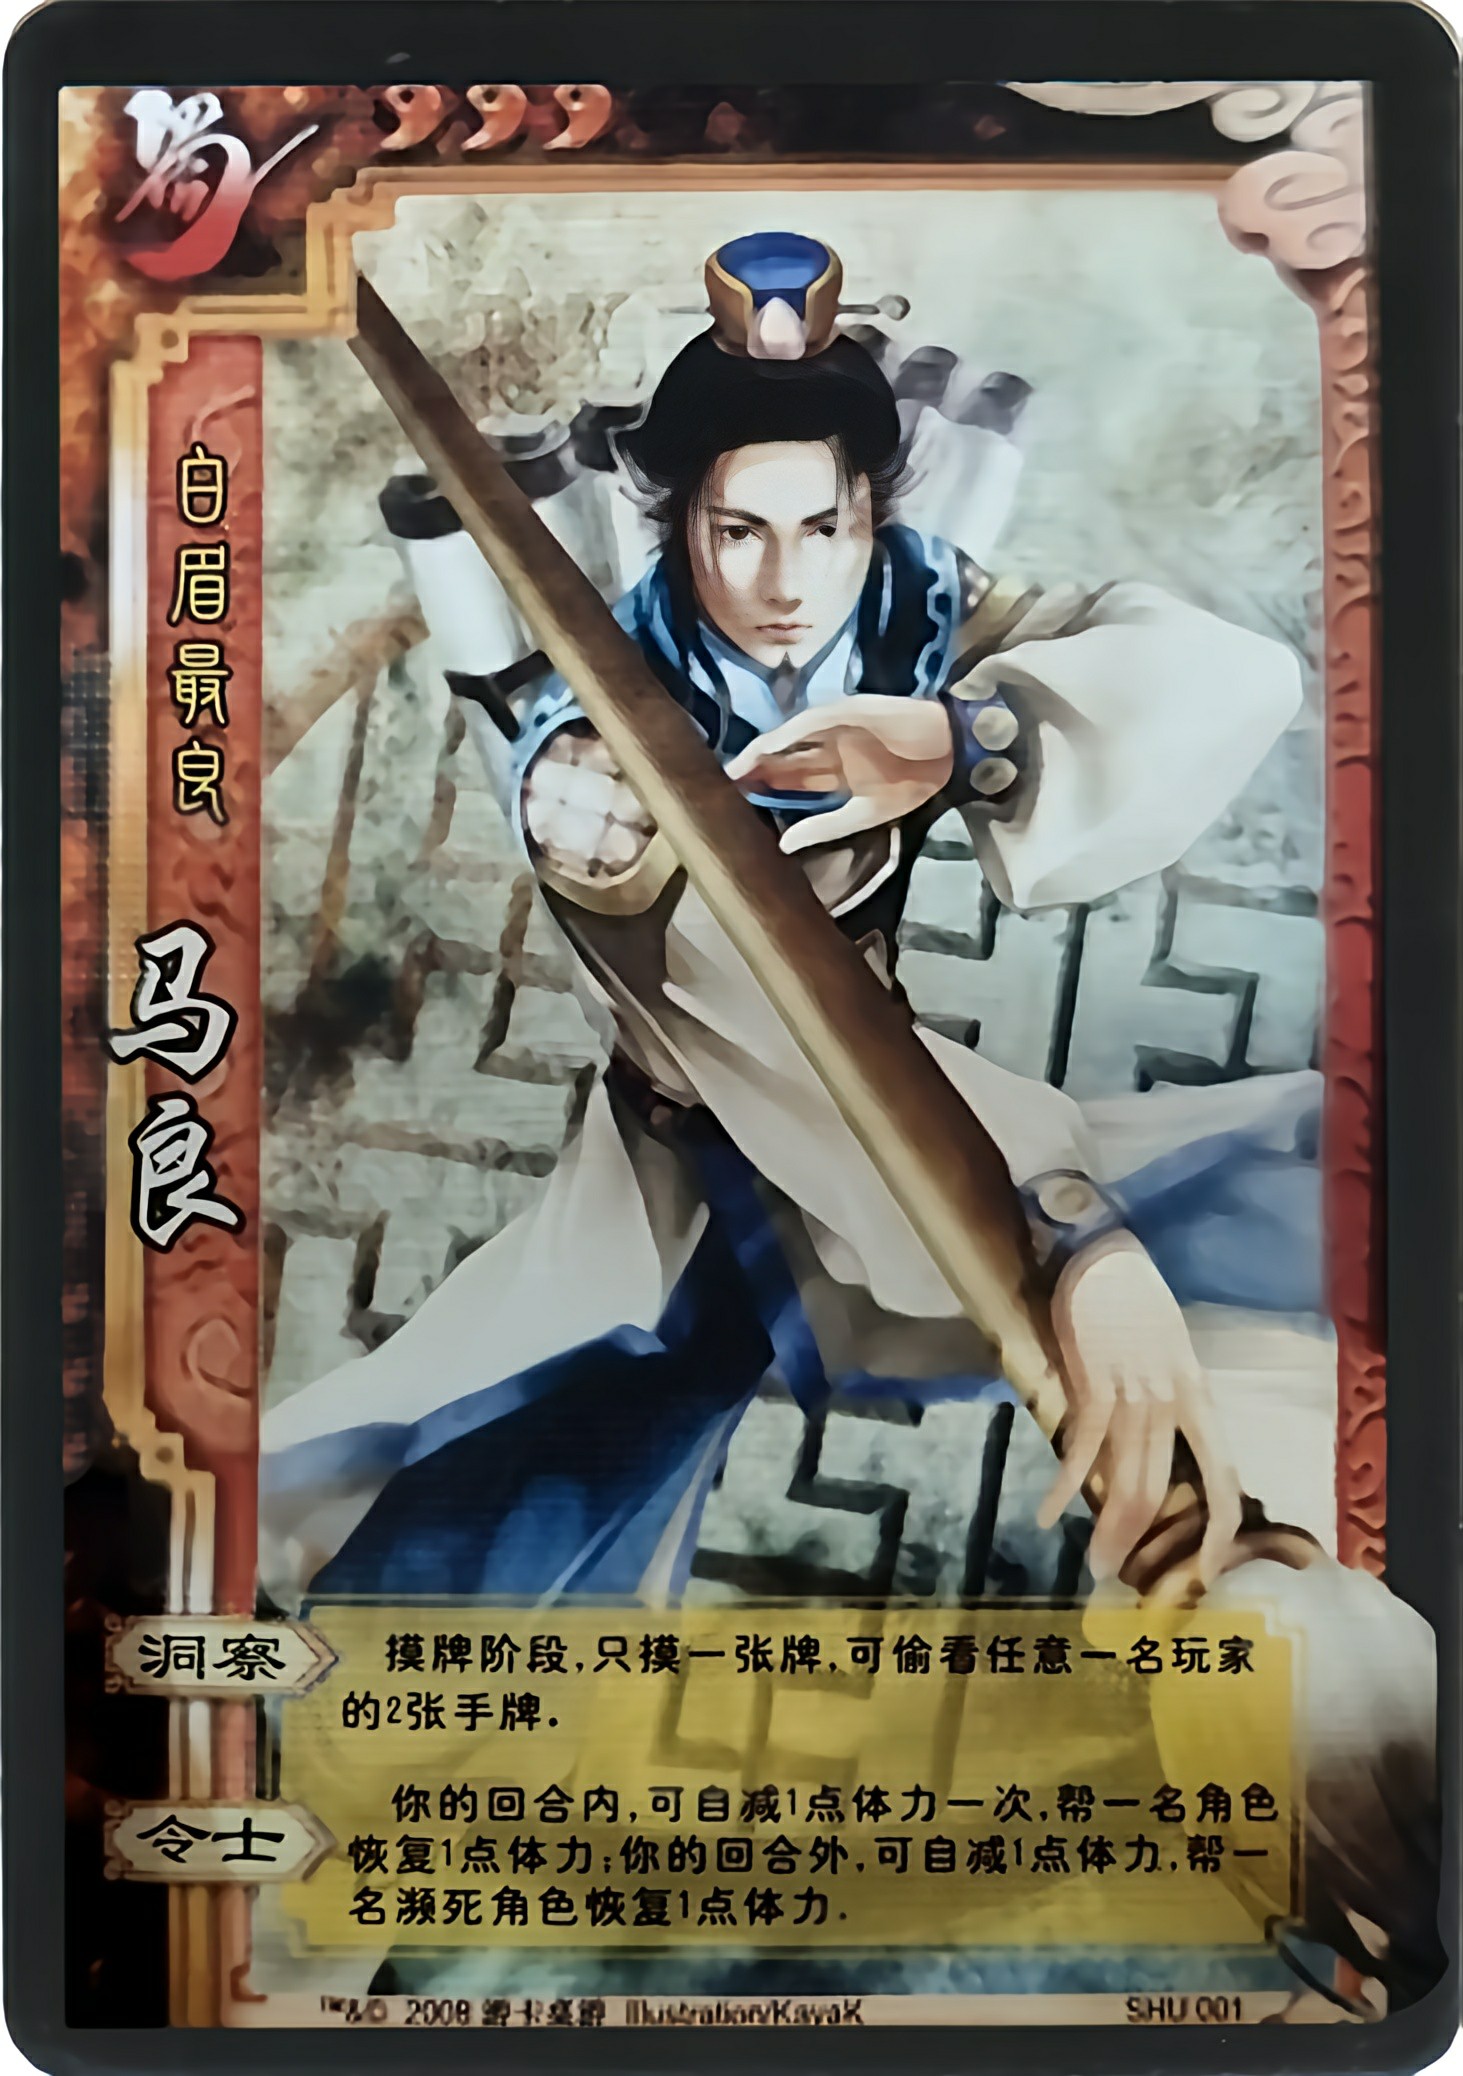 蜀
白眉最良
马良
洞察
摸牌阶段,只摸一张牌,可偷看任意一名玩家
的2张手牌.
令士
你的回合内,可自减1点体力一次,帮一名角色
恢复1点体力;你的回合外,可自减1点体力,帮一
名濒死角色恢复1点体力.
™&© 2008 Illustration/KayaK
SHU 001